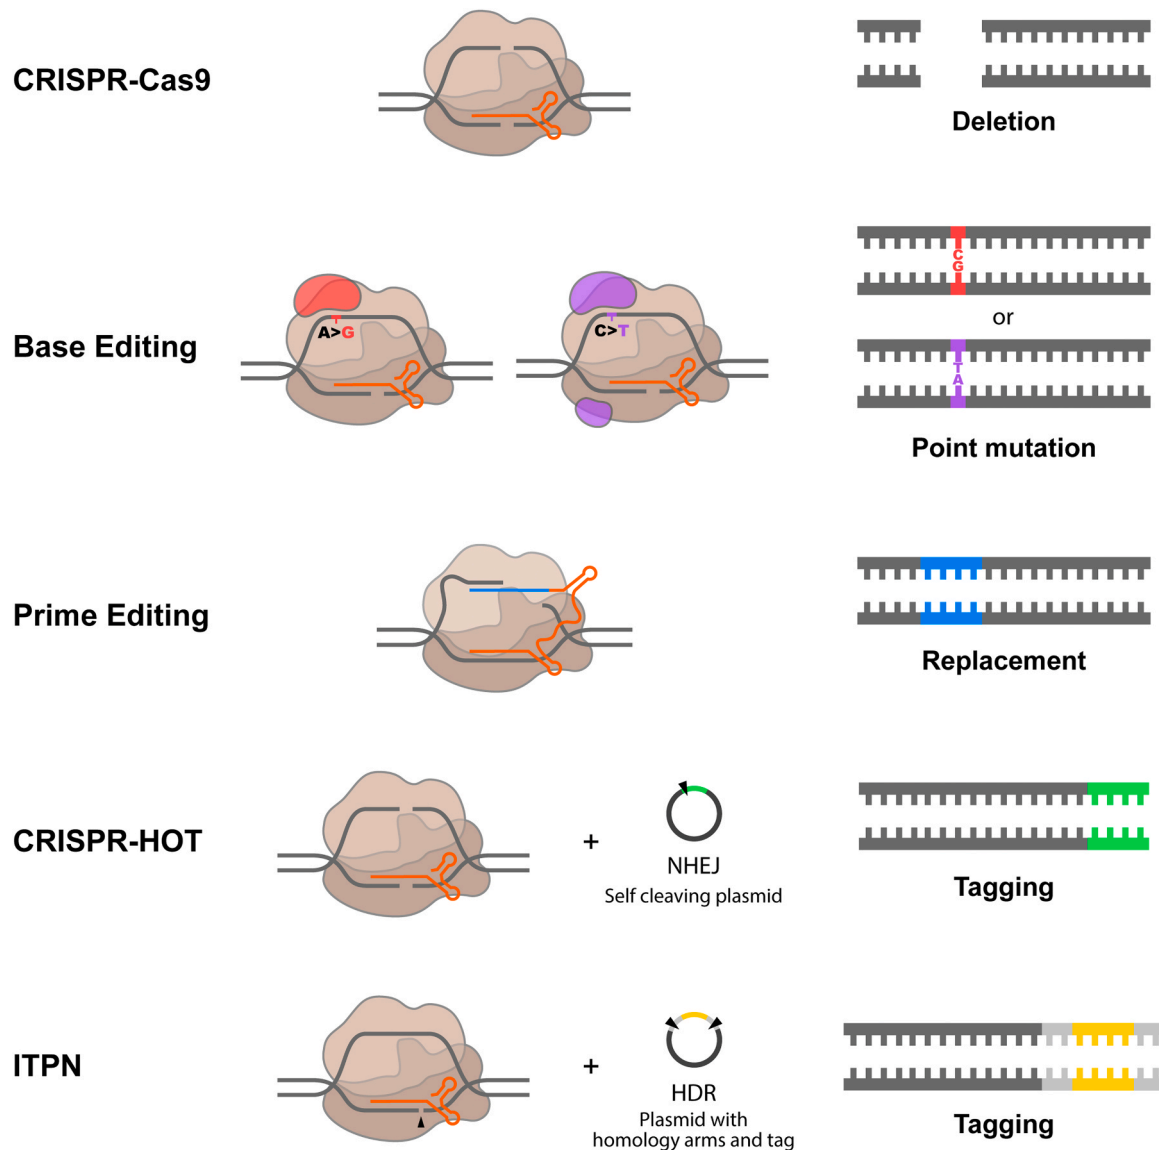 CRISPR-Cas9
Deletion
Base Editing
A>G
C>T
C
G
or
T
A
Point mutation
Prime Editing
Replacement
CRISPR-HOT
+
NHEJ
Self cleaving plasmid
Tagging
ITPN
+
HDR
Plasmid with
homology arms and tag
Tagging